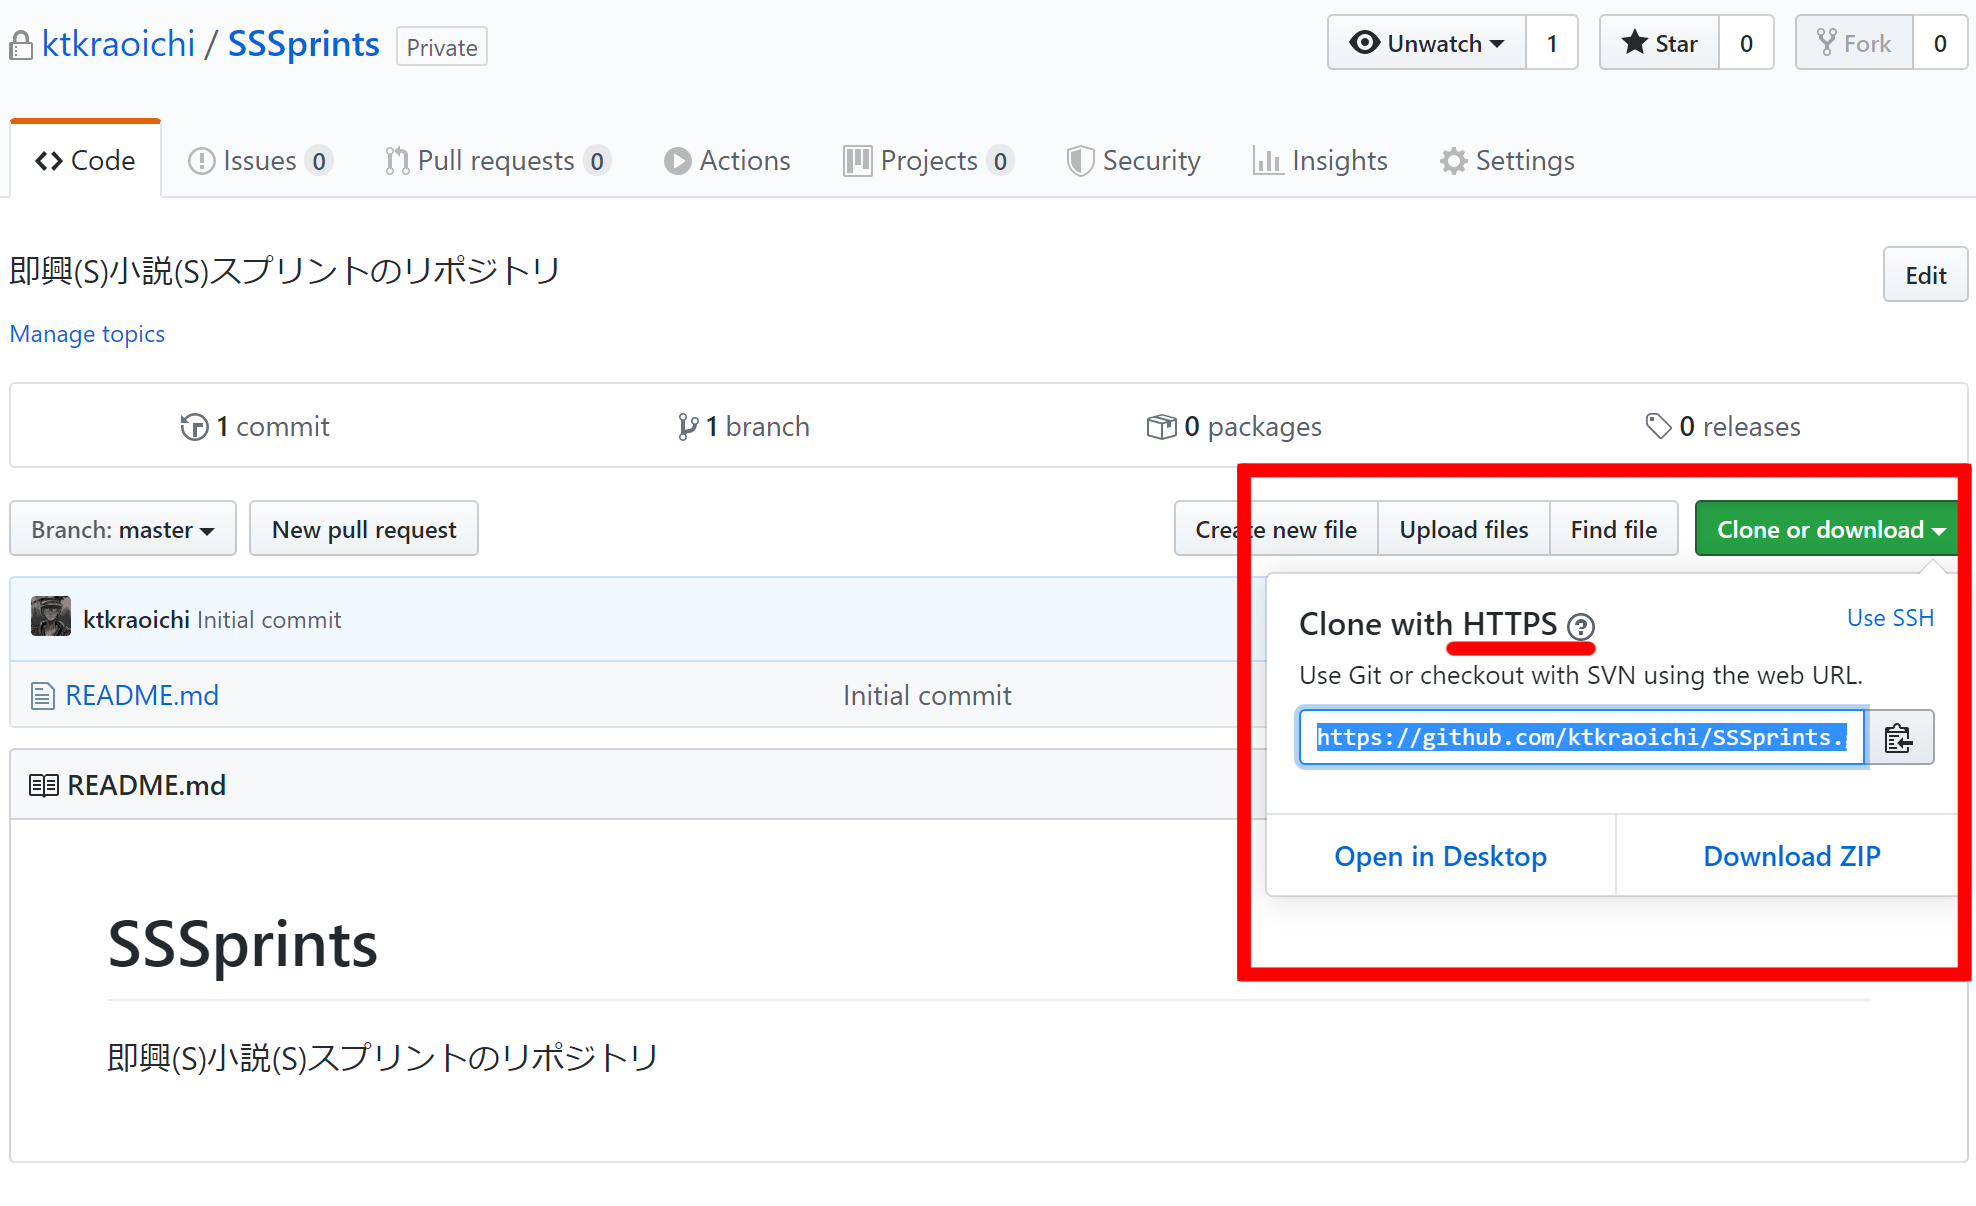 ktkraoichi / SSSprints Private
Unwatch 1 Star 0 Fork 0
Code Issues 0 Pull requests 0 Actions Projects 0 Security Insights Settings
即興(S)小説(S)スプリントのリポジトリ
Edit
Manage topics
1 commit 1 branch 0 packages 0 releases
Branch: master New pull request Create new file Upload files Find file Clone or download
ktkraoichi Initial commit
README.md Initial commit
Clone with HTTPS ?
Use SSH
Use Git or checkout with SVN using the web URL.
https://github.com/ktkraoichi/SSSprints.
Open in Desktop Download ZIP
README.md
SSSprints
即興(S)小説(S)スプリントのリポジトリ